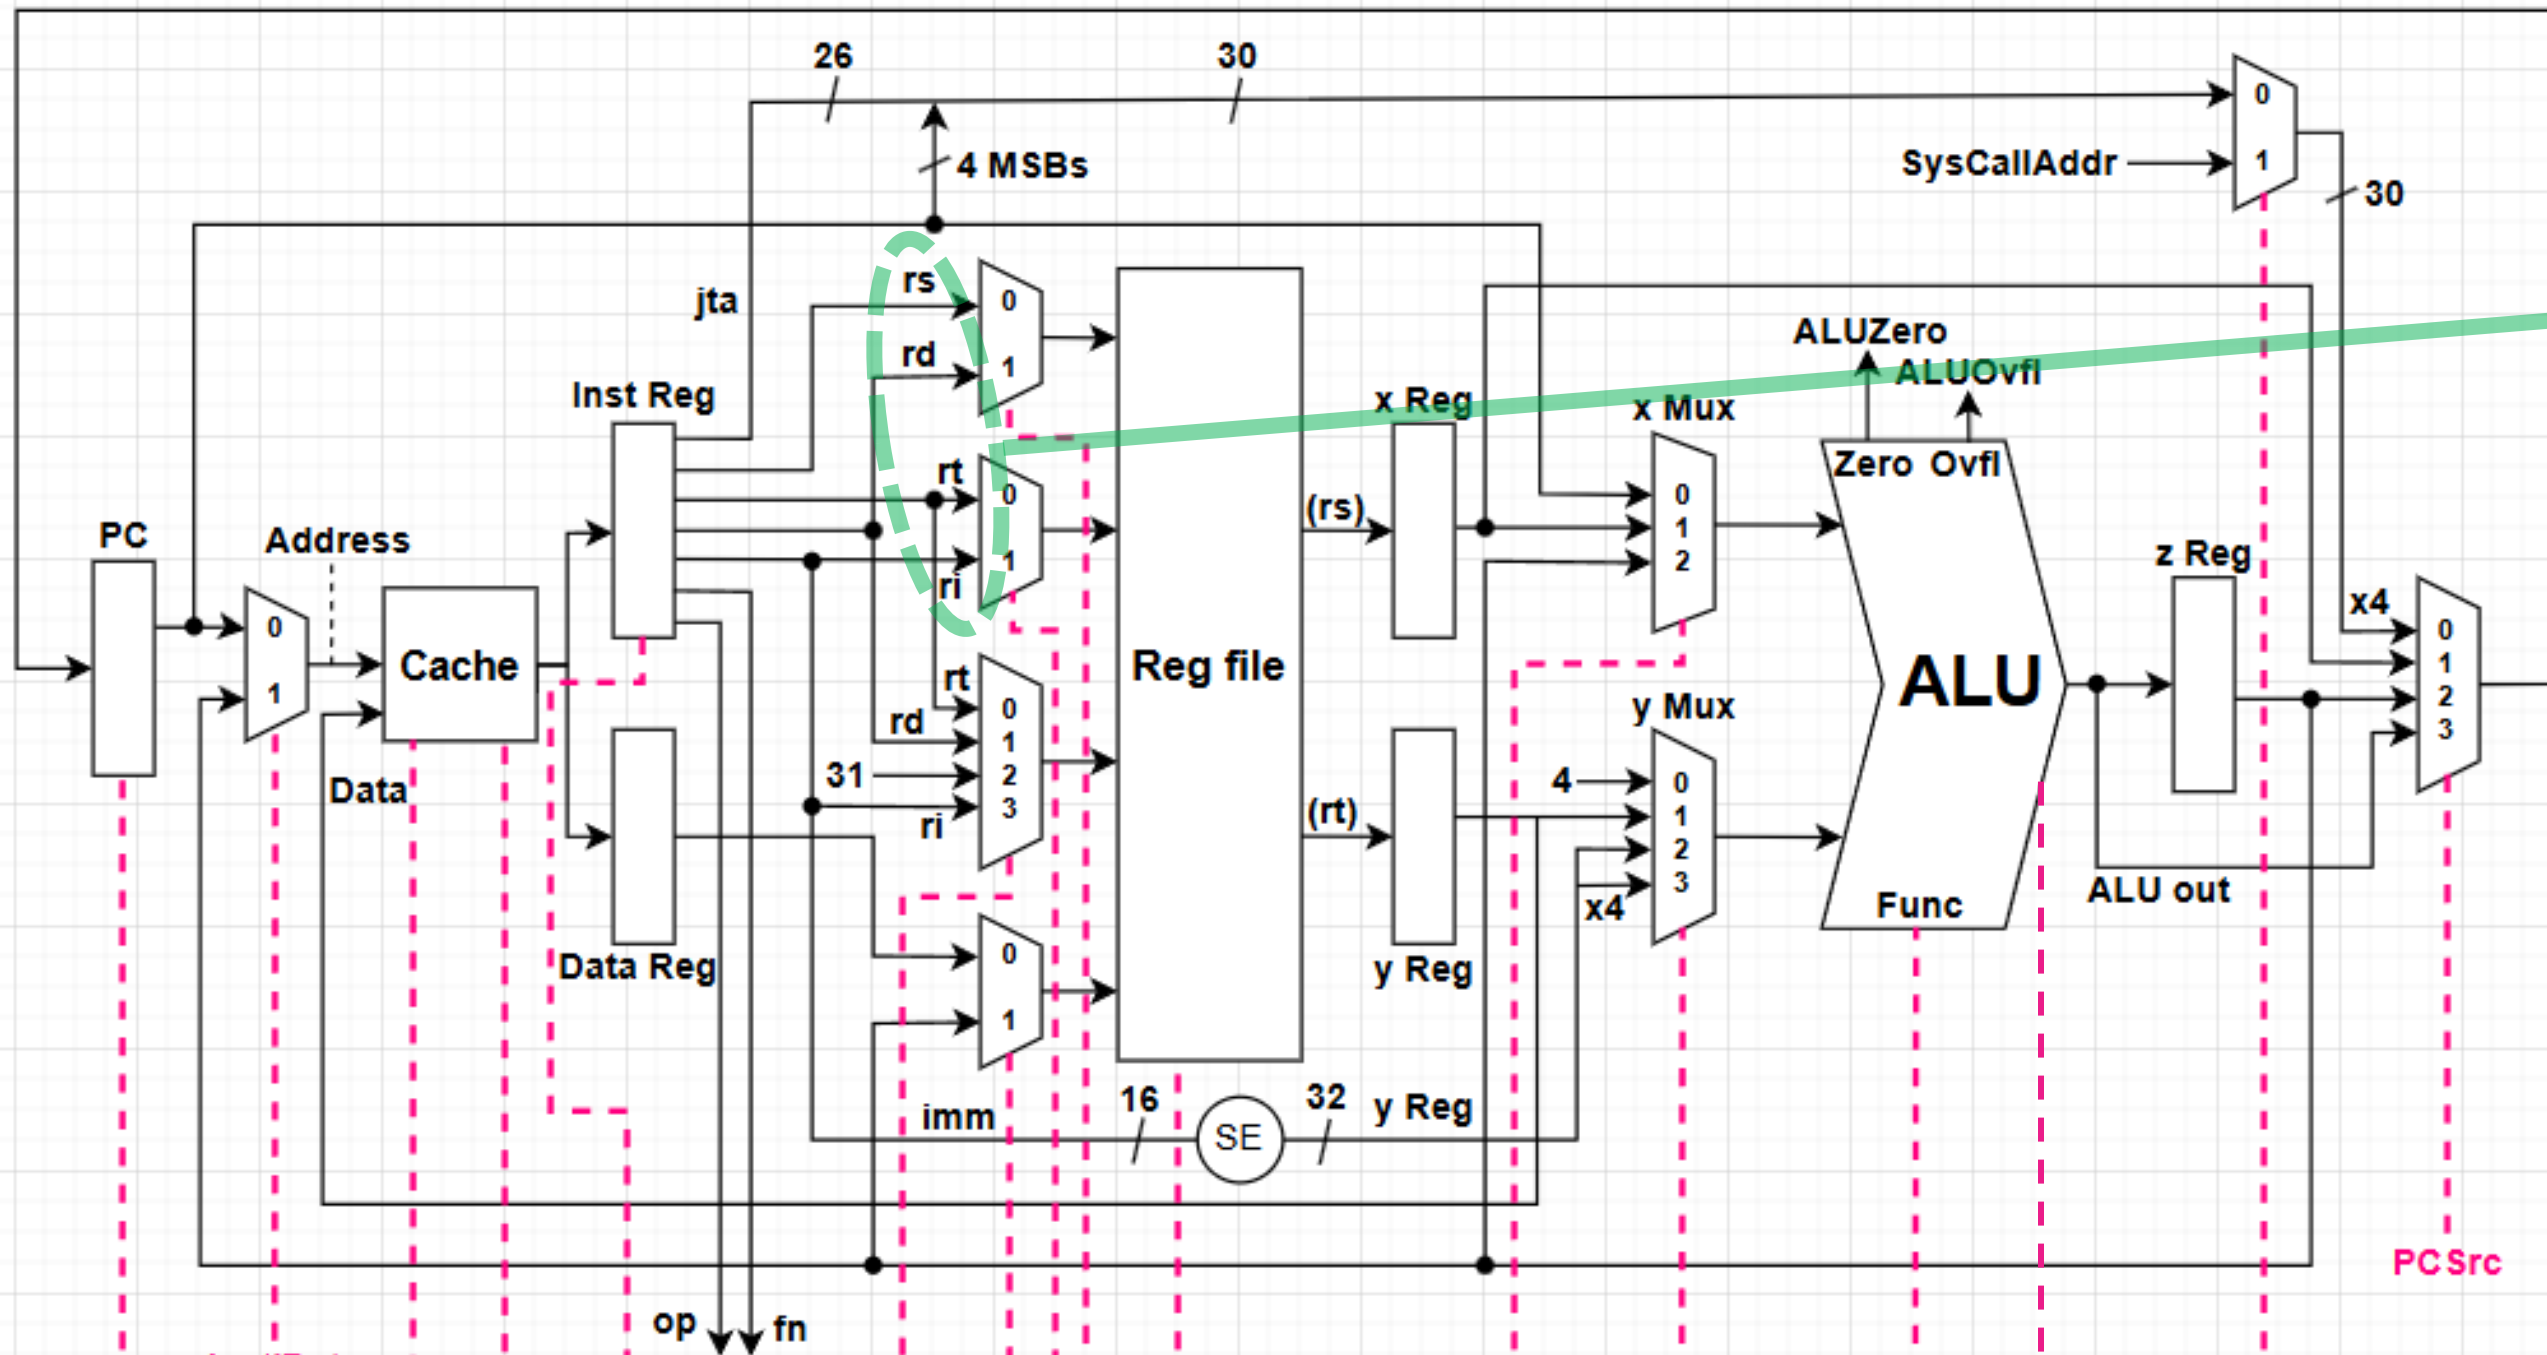 26
30
0
4 MSBs
SysCallAddr
1
30
rs
0
jta
rd
1
ALUZero
ALUOvfl
Inst Reg
x Reg
x Mux
Zero Ovfl
rt
0
0
(rs)
1
PC
Address
2
z Reg
1
ri
x4
0
0
Cache
Reg file
1
rt
ALU
1
0
y Mux
2
rd
1
3
31
2
4
0
Data
3
(rt)
1
ri
2
3
ALU out
x4
Func
0
Data Reg
y Reg
1
imm
16
32
y Reg
SE
PCSrc
op
fn